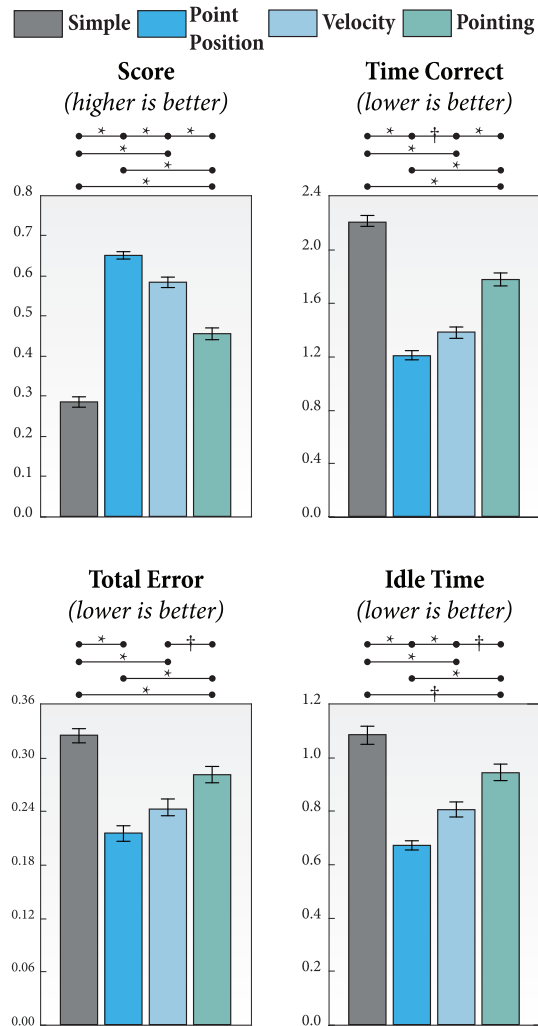 Simple
Point
Position
Velocity
Pointing
Score
(higher is better)
* * *
*
*
*
0.8
0.7
0.6
0.5
0.4
0.3
0.2
0.1
0.0
Time Correct
(lower is better)
* † *
*
*
*
2.4
2.0
1.6
1.2
0.8
0.4
0.0
Total Error
(lower is better)
* †
*
*
*
0.36
0.30
0.24
0.18
0.12
0.06
0.00
Idle Time
(lower is better)
* * †
*
*
†
1.2
1.0
0.8
0.6
0.4
0.2
0.0